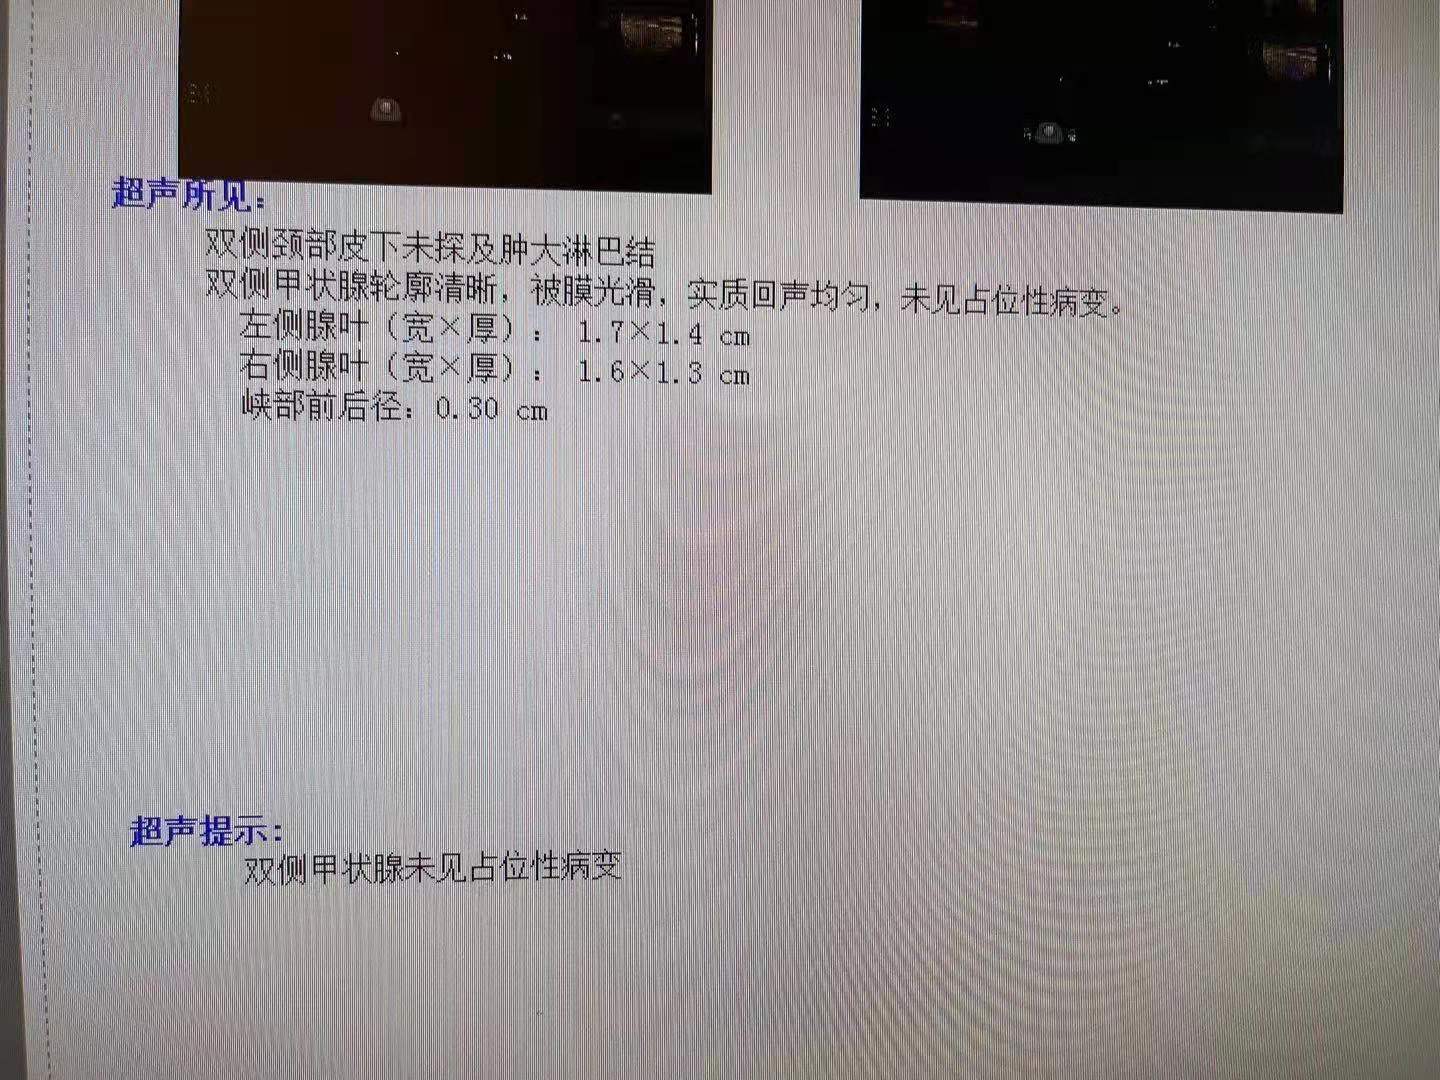 超声所见：
双侧颈部皮下未探及肿大淋巴结
双侧甲状腺轮廓清晰，被膜光滑，实质回声均匀，未见占位性病变。
左侧腺叶（宽×厚）： 1.7×1.4 cm
右侧腺叶（宽×厚）： 1.6×1.3 cm
峡部前后径：0.30 cm
超声提示：
双侧甲状腺未见占位性病变